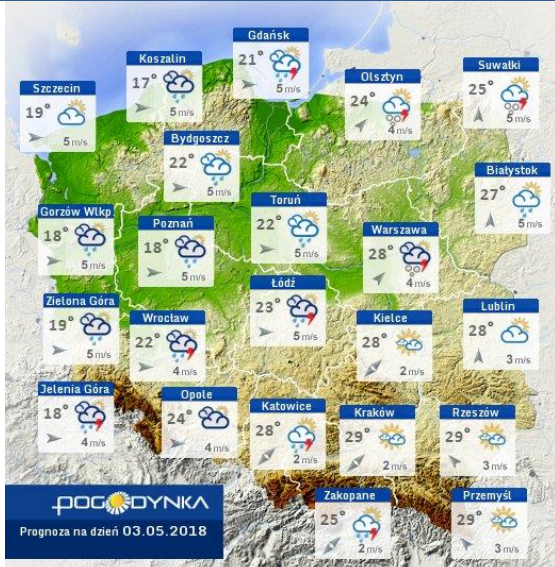 Gdańsk
21°
5 m/s
Koszalin
17°
5 m/s
Olsztyn
24°
4 m/s
Suwałki
25°
5 m/s
Szczecin
19°
5 m/s
Bydgoszcz
22°
5 m/s
Białystok
27°
5 m/s
Gorzów Wlkp
18°
5 m/s
Poznań
18°
5 m/s
Toruń
22°
5 m/s
Warszawa
28°
4 m/s
Zielona Góra
19°
5 m/s
Wrocław
22°
4 m/s
Łódź
23°
5 m/s
Kielce
28°
2 m/s
Lublin
28°
3 m/s
Jelenia Góra
18°
4 m/s
Opole
24°
4 m/s
Katowice
28°
2 m/s
Kraków
29°
2 m/s
Rzeszów
29°
3 m/s
Zakopane
25°
2 m/s
Przemyśl
29°
3 m/s
POGODYNKA
Prognoza na dzień 03.05.2018